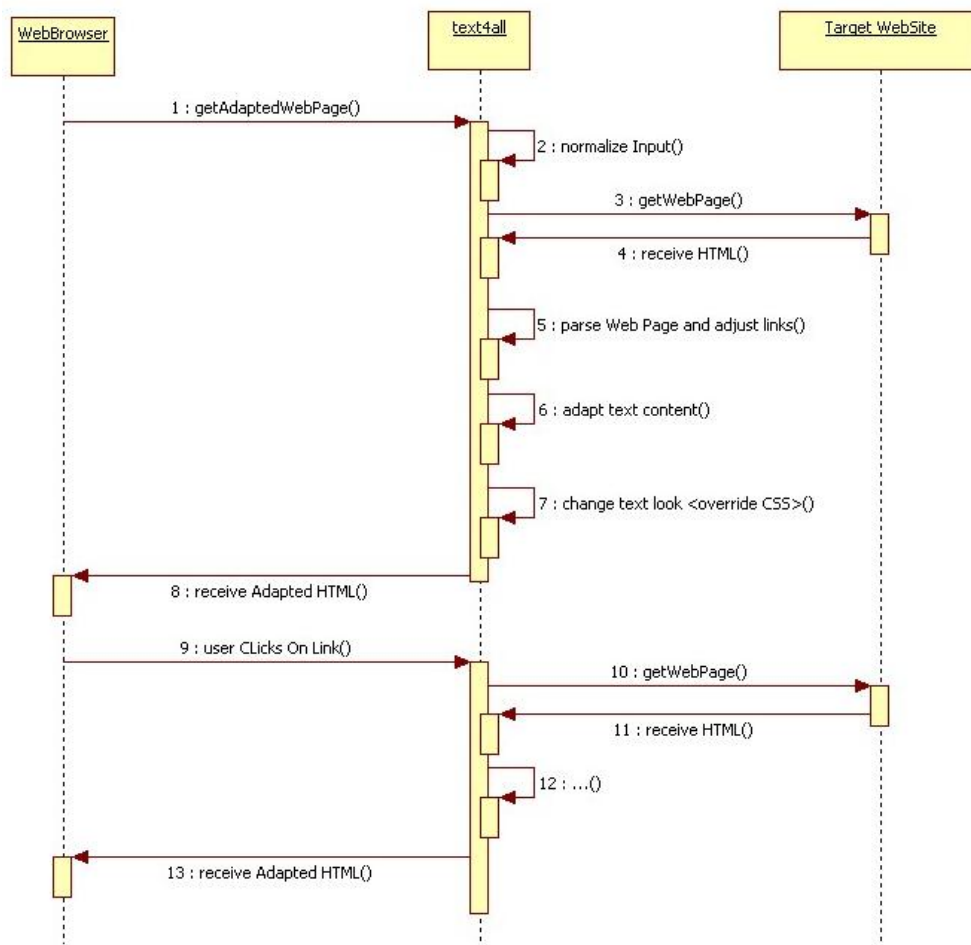 WebBrowser
text4all
Target WebSite
1 : getAdaptedWebPage()
2 : normalize Input()
3 : getWebPage()
4 : receive HTML()
5 : parse Web Page and adjust links()
6 : adapt text content()
7 : change text look <override CSS>()
8 : receive Adapted HTML()
9 : user CLicks On Link()
10 : getWebPage()
11 : receive HTML()
12 : ...()
13 : receive Adapted HTML()